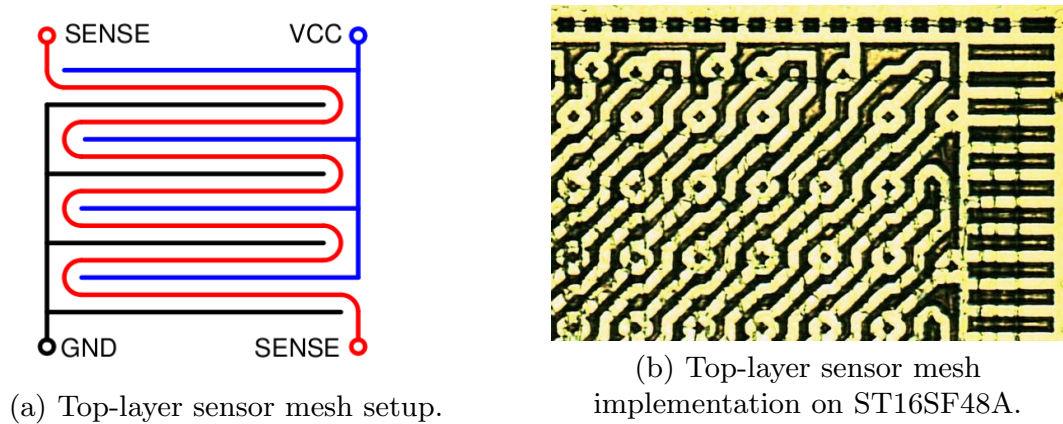 SENSE VCC
GND SENSE
(a) Top-layer sensor mesh setup.
(b) Top-layer sensor mesh
implementation on ST16SF48A.